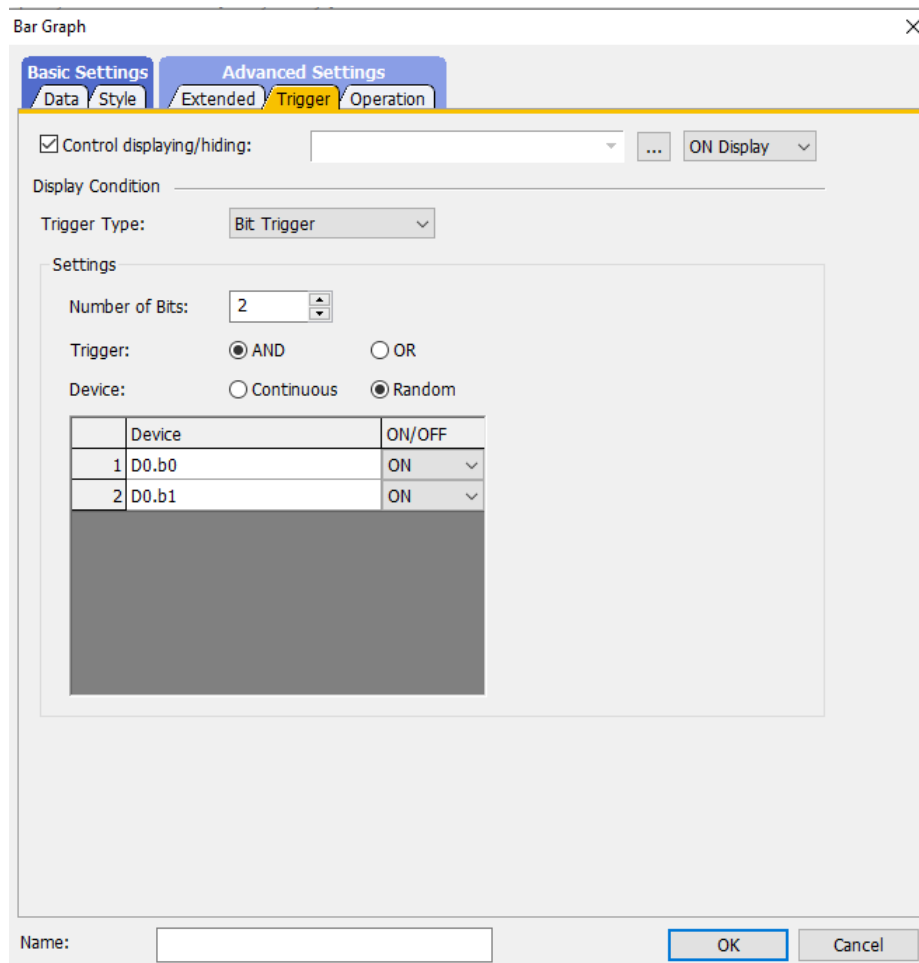 Bar Graph
Basic Settings Advanced Settings
Data Style Extended Trigger Operation
Control displaying/hiding: ... ON Display
Display Condition
Trigger Type: Bit Trigger
Settings
Number of Bits: 2
Trigger: AND OR
Device: Continuous Random
Device ON/OFF
1 D0.b0 ON
2 D0.b1 ON
Name: OK Cancel